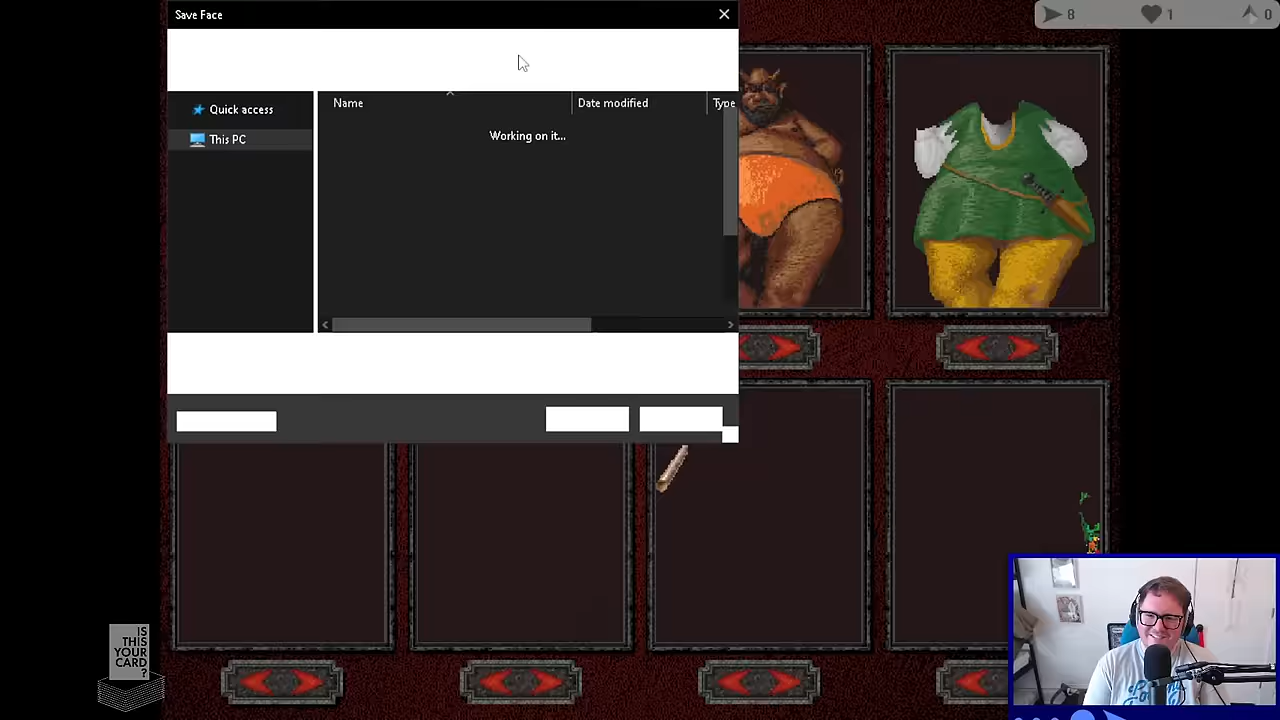 Save Face
8
1
0
Quick access
This PC
Name
Date modified
Type
Working on it...
IS
THIS
YOUR
CARD
?